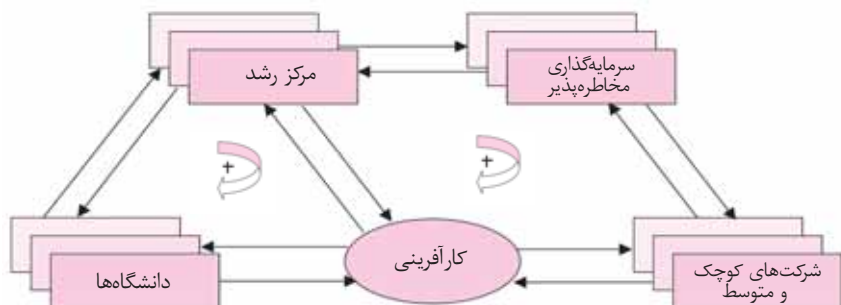 مرکز رشد
سرمایه‌گذاری
مخاطره‌پذیر
+
+
کارآفرینی
دانشگاه‌ها
شرکت‌های کوچک
و متوسط